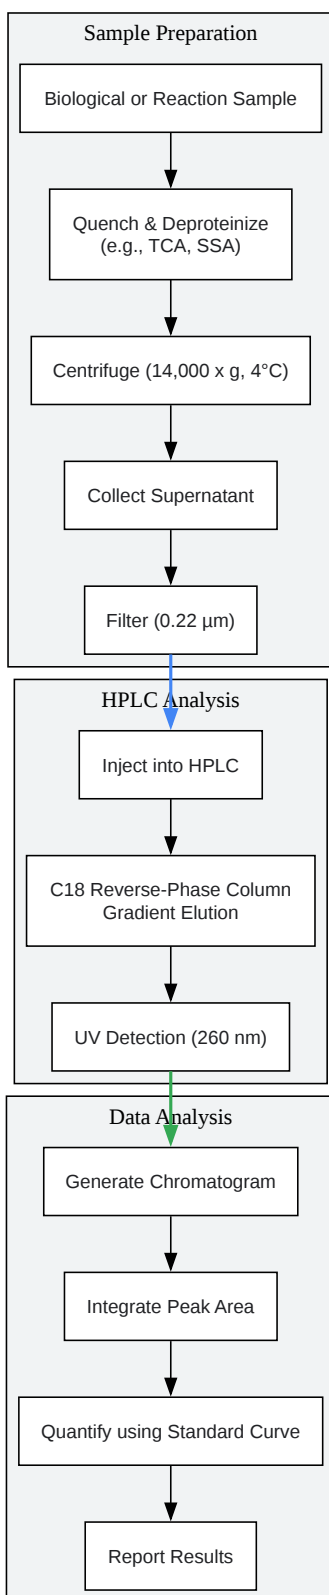 Sample Preparation
Biological or Reaction Sample
Quench & Deproteinize
(e.g., TCA, SSA)
Centrifuge (14,000 x g, 4°C)
Collect Supernatant
Filter (0.22 µm)
HPLC Analysis
Inject into HPLC
C18 Reverse-Phase Column
Gradient Elution
UV Detection (260 nm)
Data Analysis
Generate Chromatogram
Integrate Peak Area
Quantify using Standard Curve
Report Results